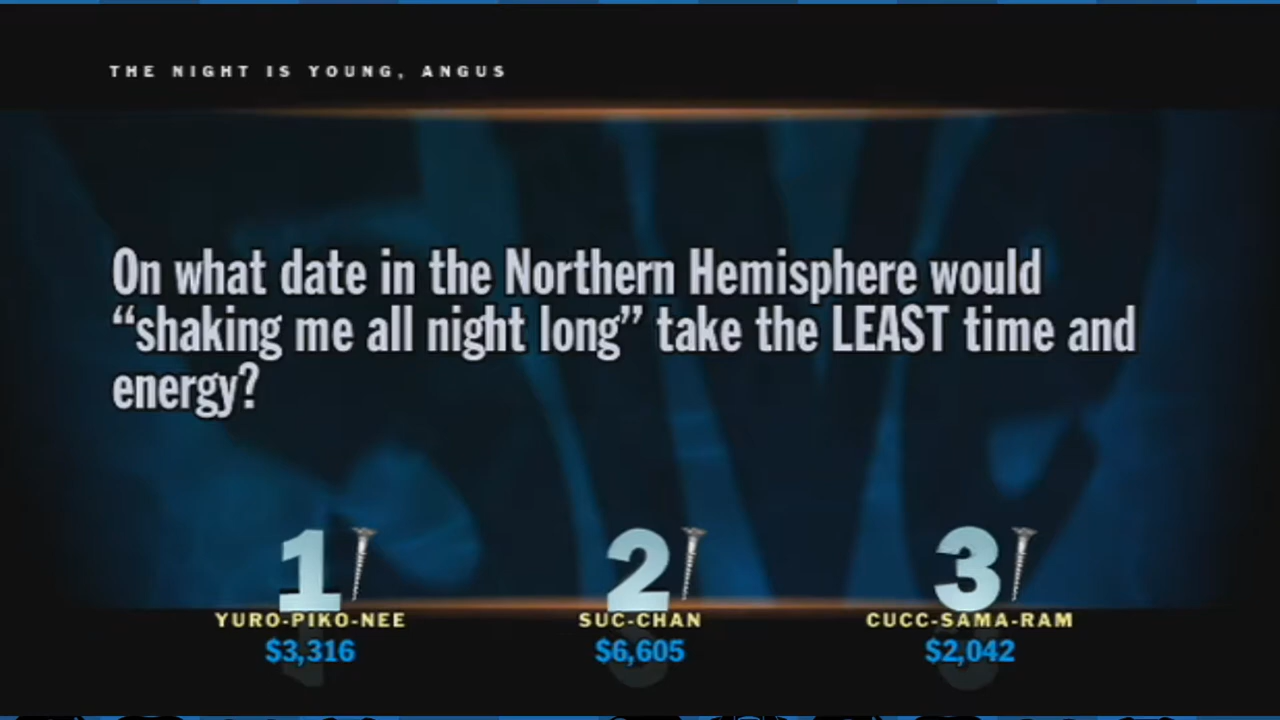 THE NIGHT IS YOUNG, ANGUS
On what date in the Northern Hemisphere would
“shaking me all night long” take the LEAST time and
energy?
1 2 3
YURO-PIKO-NEE SUC-CHAN CUCC-SAMA-RAM
$3,316 $6,605 $2,042